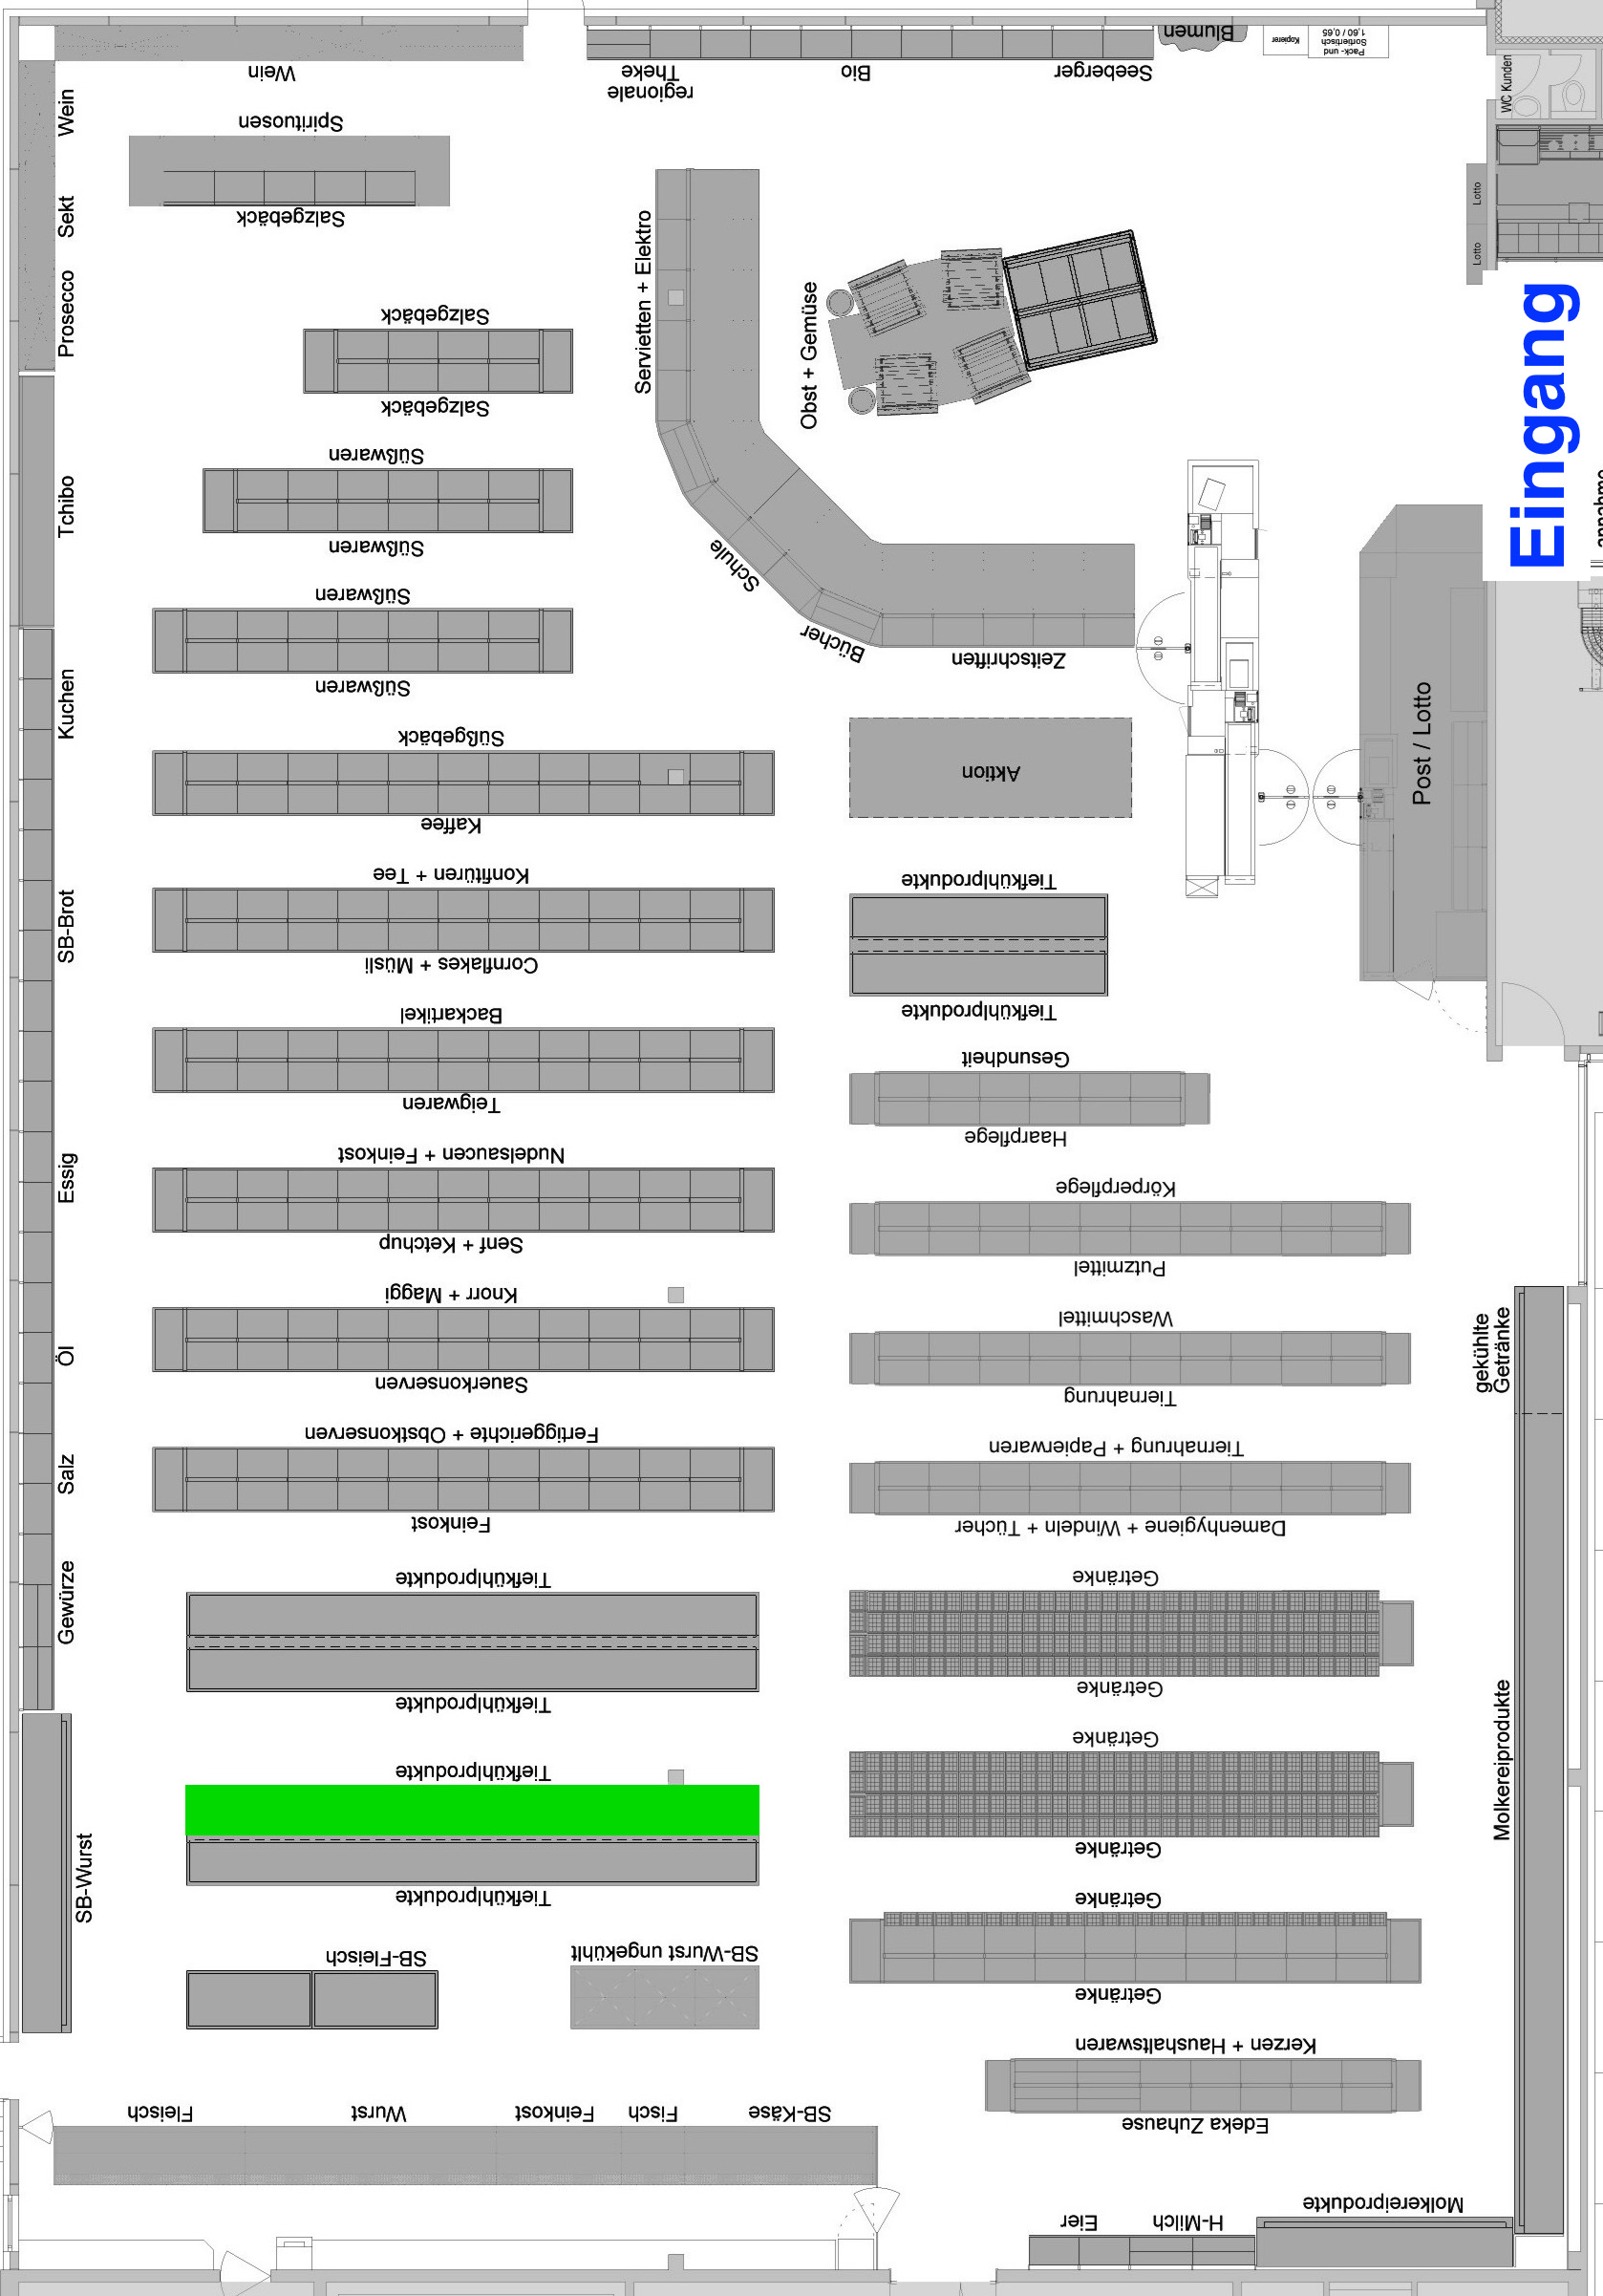 Wein
regionale
Theke
Bio
Seeberger
Blumen
Kopierer
Pack- und
Sortiertisch
1,60 / 0,65
WC Kunden
Wein
Spirituosen
Salzgebäck
Sekt
Prosecco
Servietten + Elektro
Obst + Gemüse
Lotto
Lotto
Eingang
annahme
Salzgebäck
Salzgebäck
Tchibo
Süßwaren
Süßwaren
Schule
Bücher
Zeitschriften
Süßwaren
Süßwaren
Kuchen
Süßgebäck
Kaffee
Aktion
Post / Lotto
SB-Brot
Konfitüren + Tee
Cornflakes + Müsli
Tiefkühlprodukte
Tiefkühlprodukte
Backartikel
Teigwaren
Gesundheit
Haarpflege
Essig
Nudelsaucen + Feinkost
Senf + Ketchup
Körperpflege
Putzmittel
Öl
Knorr + Maggi
Sauerkonserven
Waschmittel
Tiernahrung
gekühlte
Getränke
Salz
Fertiggerichte + Obstkonserven
Feinkost
Tiernahrung + Papierwaren
Damenhygiene + Windeln + Tücher
Gewürze
Tiefkühlprodukte
Tiefkühlprodukte
Getränke
Getränke
Molkereiprodukte
SB-Wurst
Tiefkühlprodukte
Tiefkühlprodukte
Getränke
Getränke
SB-Fleisch
SB-Wurst ungekühlt
Getränke
Getränke
Kerzen + Haushaltswaren
Edeka Zuhause
Fleisch
Wurst
Feinkost
Fisch
SB-Käse
Eier
H-Milch
Molkereiprodukte